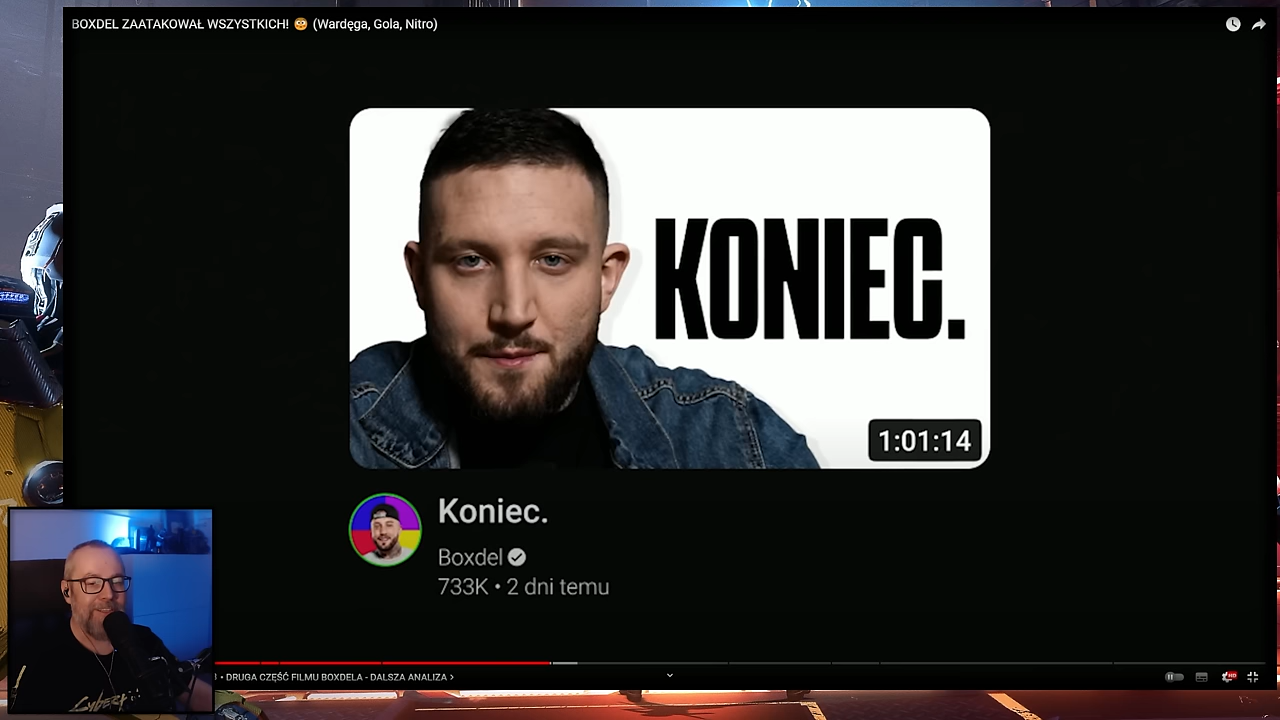 BOXDEL ZAATAKOWAŁ WSZYSTKICH! 😳 (Wardęga, Gola, Nitro)
KONIEC.
1:01:14
Koniec.
Boxdel
733K • 2 dni temu
• DRUGA CZĘŚĆ FILMU BOXDELA - DALSZA ANALIZA ›
HD